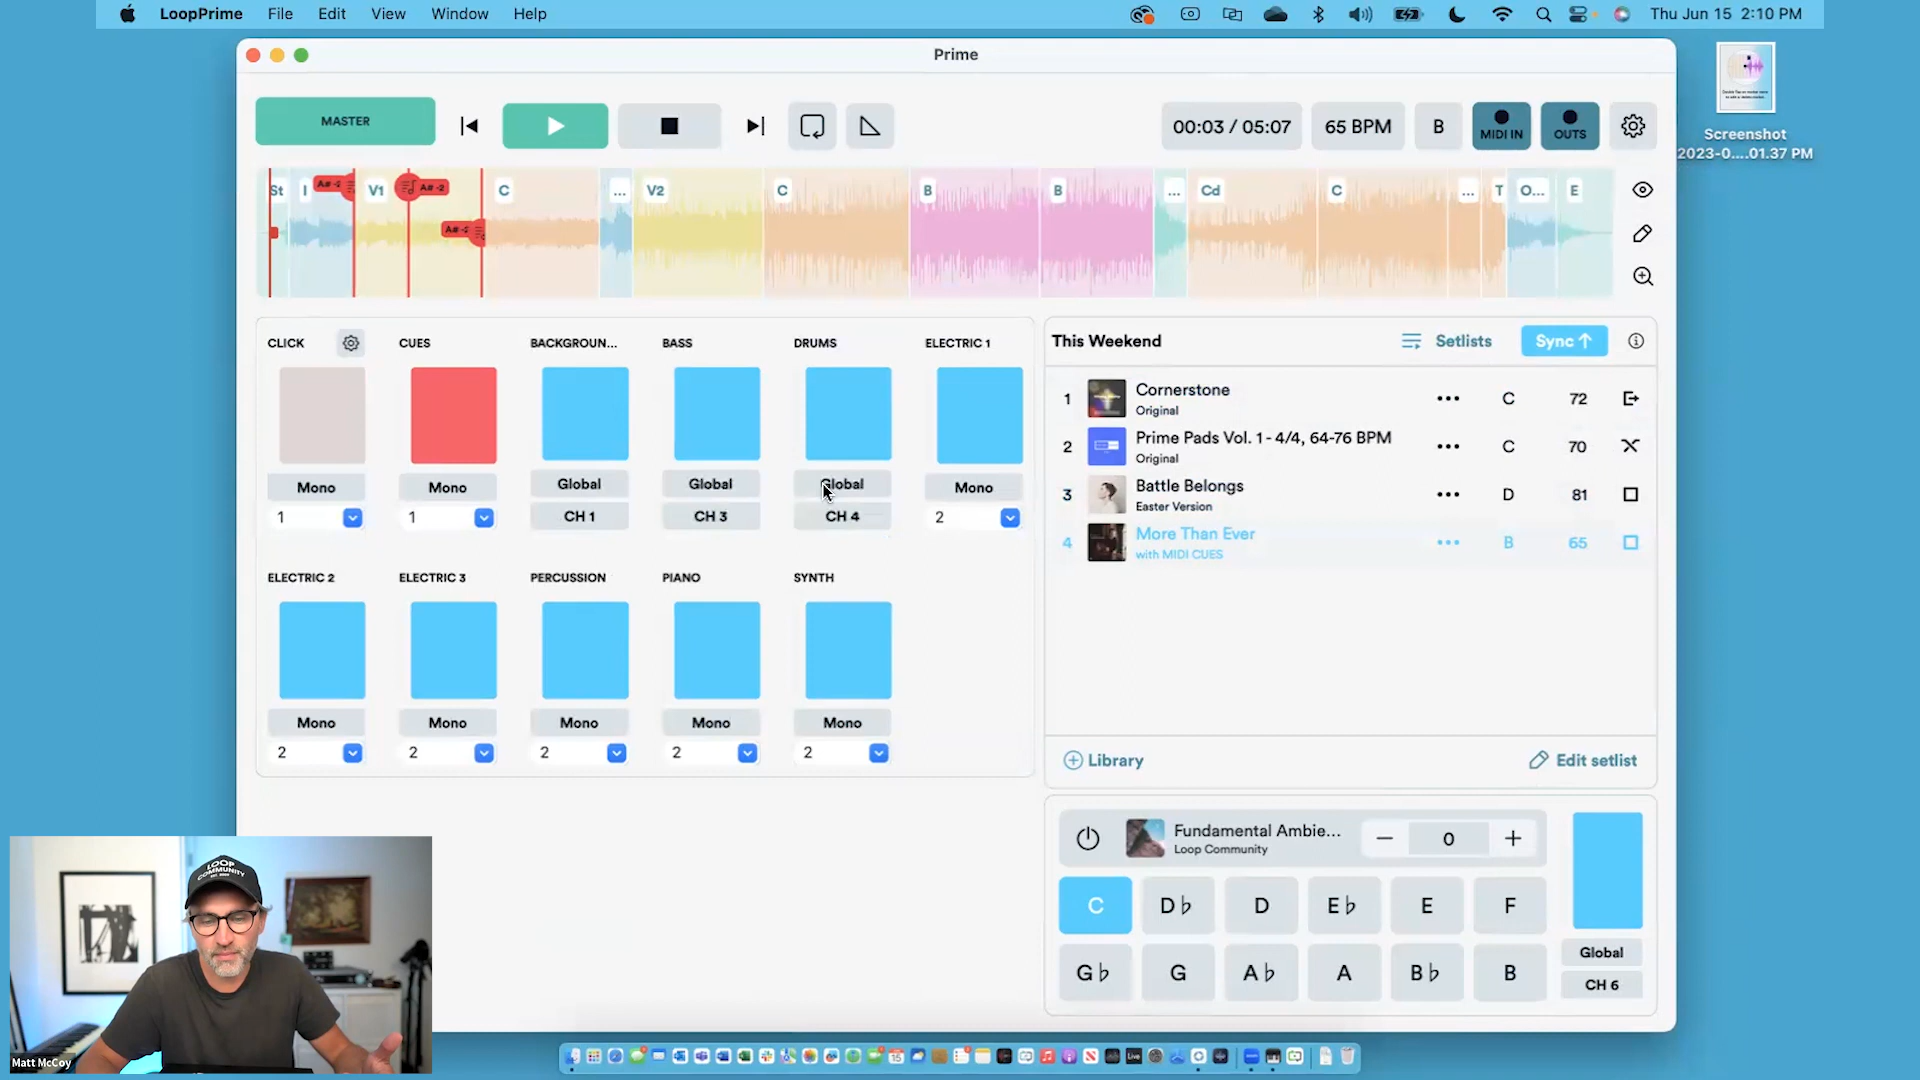 LoopPrime File Edit View Window Help Thu Jun 15 2:10 PM
Prime
MASTER 00:03 / 05:07 65 BPM B MIDI IN OUTS
Screenshot
2023-0....01.37 PM
St I A# -2 V1 A# -2 C ... V2 C B B ... Cd C ... T O... E
A# -2
CLICK CUES BACKGROUN... BASS DRUMS ELECTRIC 1
Mono Mono Global Global Global Mono
1 1 CH 1 CH 3 CH 4 2
ELECTRIC 2 ELECTRIC 3 PERCUSSION PIANO SYNTH
Mono Mono Mono Mono Mono
2 2 2 2 2
This Weekend Setlists Sync ↑
1 Cornerstone ••• C 72
Original
2 Prime Pads Vol. 1 - 4/4, 64-76 BPM ••• C 70
Original
3 Battle Belongs ••• D 81
Easter Version
4 More Than Ever ••• B 65
with MIDI CUES
Library Edit setlist
Fundamental Ambie... − 0 +
Loop Community
C D♭ D E♭ E F
G♭ G A♭ A B♭ B
Global
CH 6
LOOP
COMMUNITY
Matt McCoy